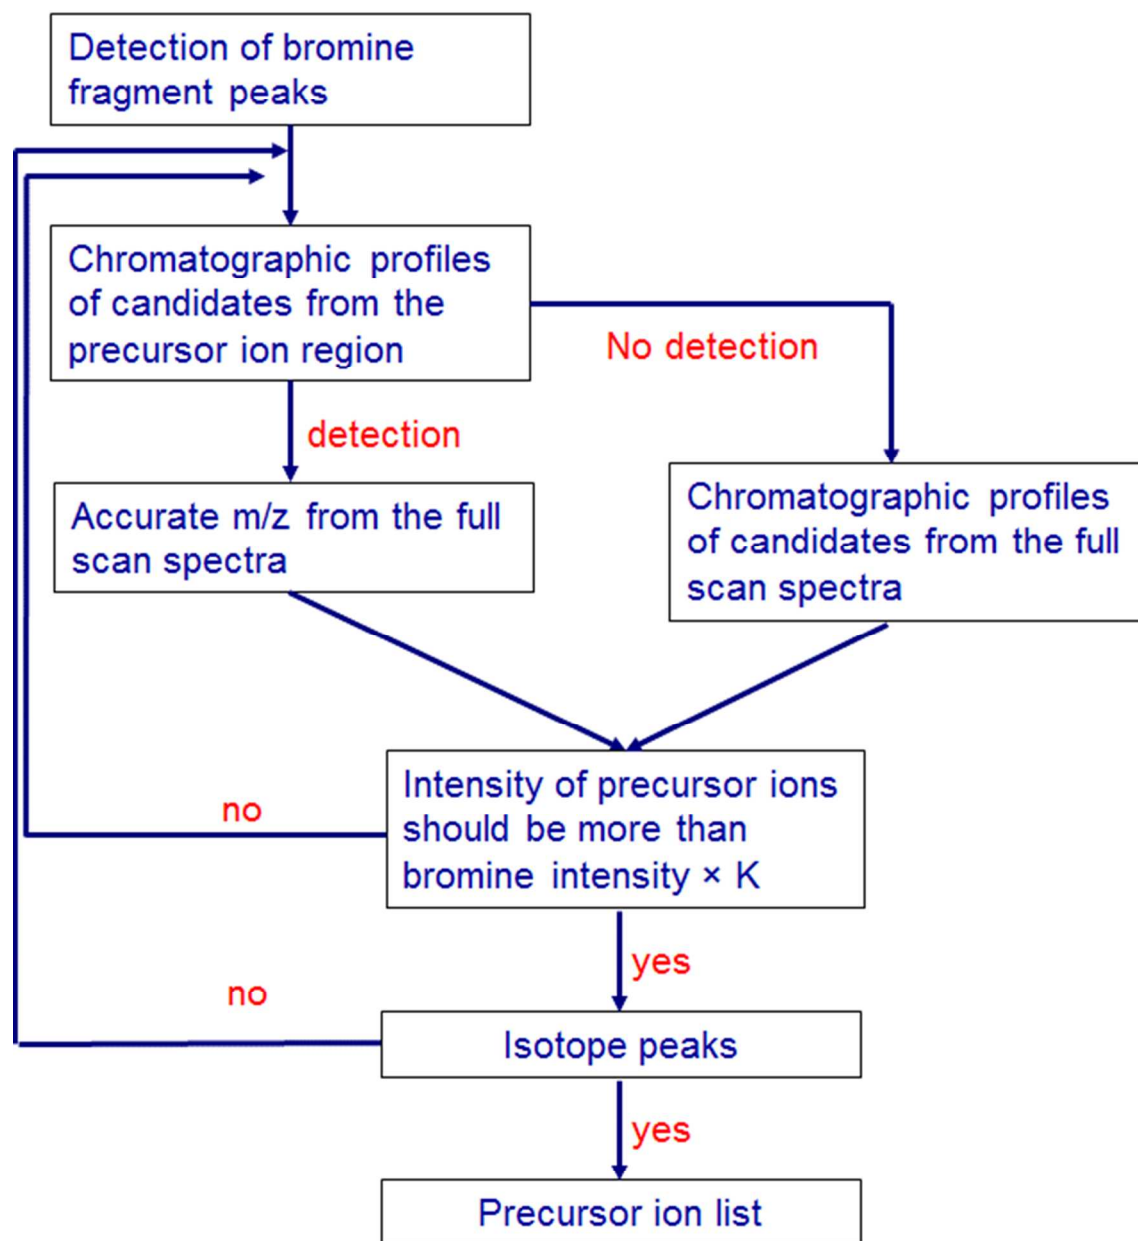 Detection of bromine
fragment peaks
Chromatographic profiles
of candidates from the
precursor ion region
No detection
detection
Accurate m/z from the full
scan spectra
Chromatographic profiles
of candidates from the full
scan spectra
Intensity of precursor ions
should be more than
bromine intensity × K
no
yes
no
Isotope peaks
yes
Precursor ion list